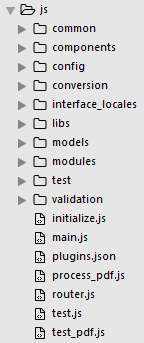 js
common
components
config
conversion
interface_locales
libs
models
modules
test
validation
initialize.js
main.js
plugins.json
process_pdf.js
router.js
test.js
test_pdf.js